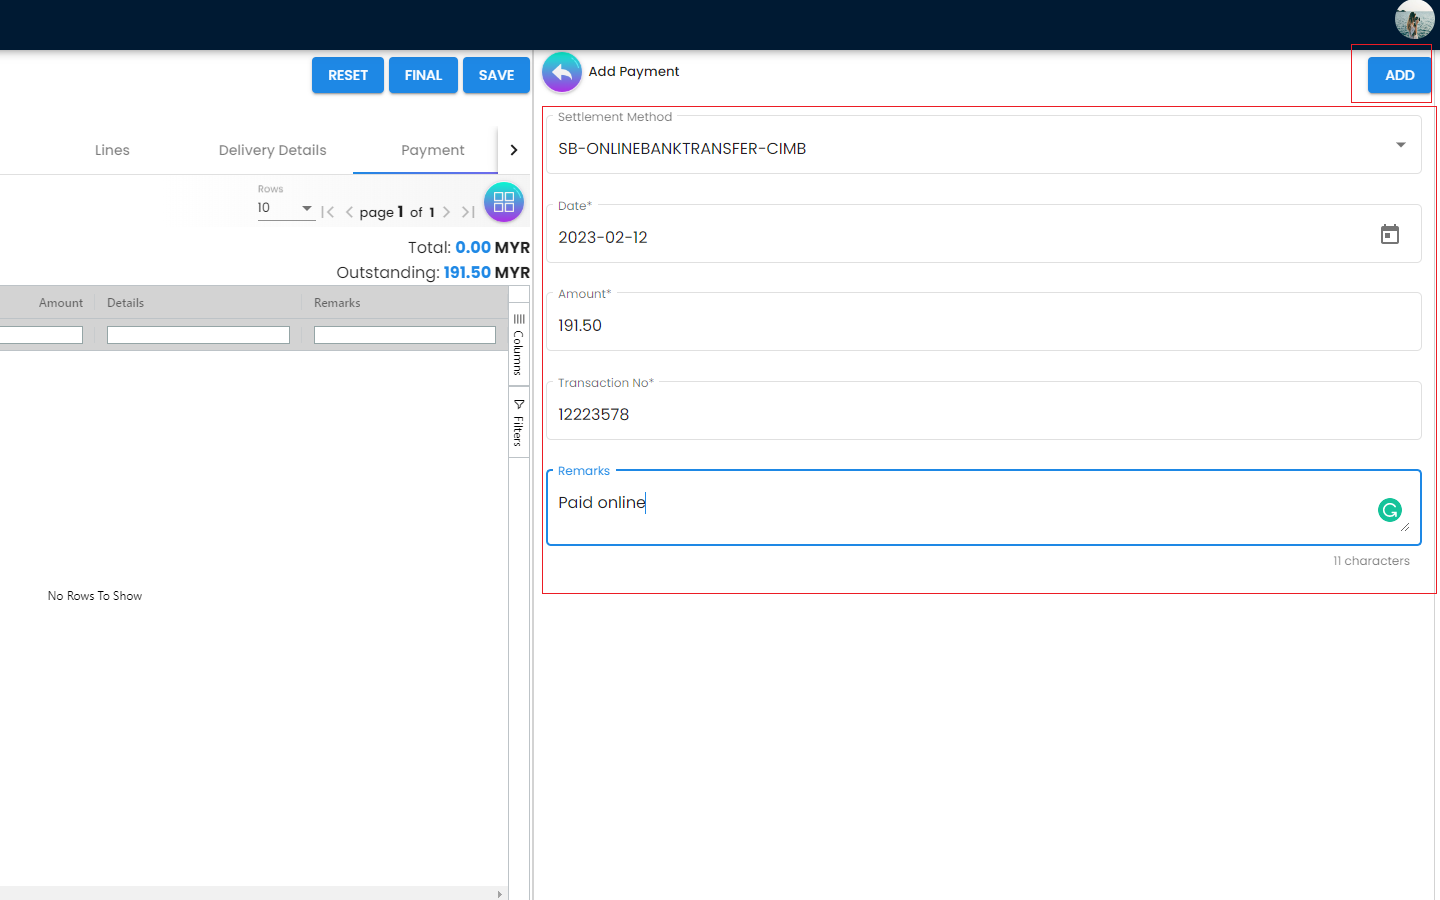 RESET FINAL SAVE
Lines Delivery Details Payment
Rows
10 page 1 of 1
Total: 0.00 MYR
Outstanding: 191.50 MYR
Amount Details Remarks
Columns
Filters
No Rows To Show
Add Payment
ADD
Settlement Method
SB-ONLINEBANKTRANSFER-CIMB
Date*
2023-02-12
Amount*
191.50
Transaction No*
12223578
Remarks
Paid online
11 characters